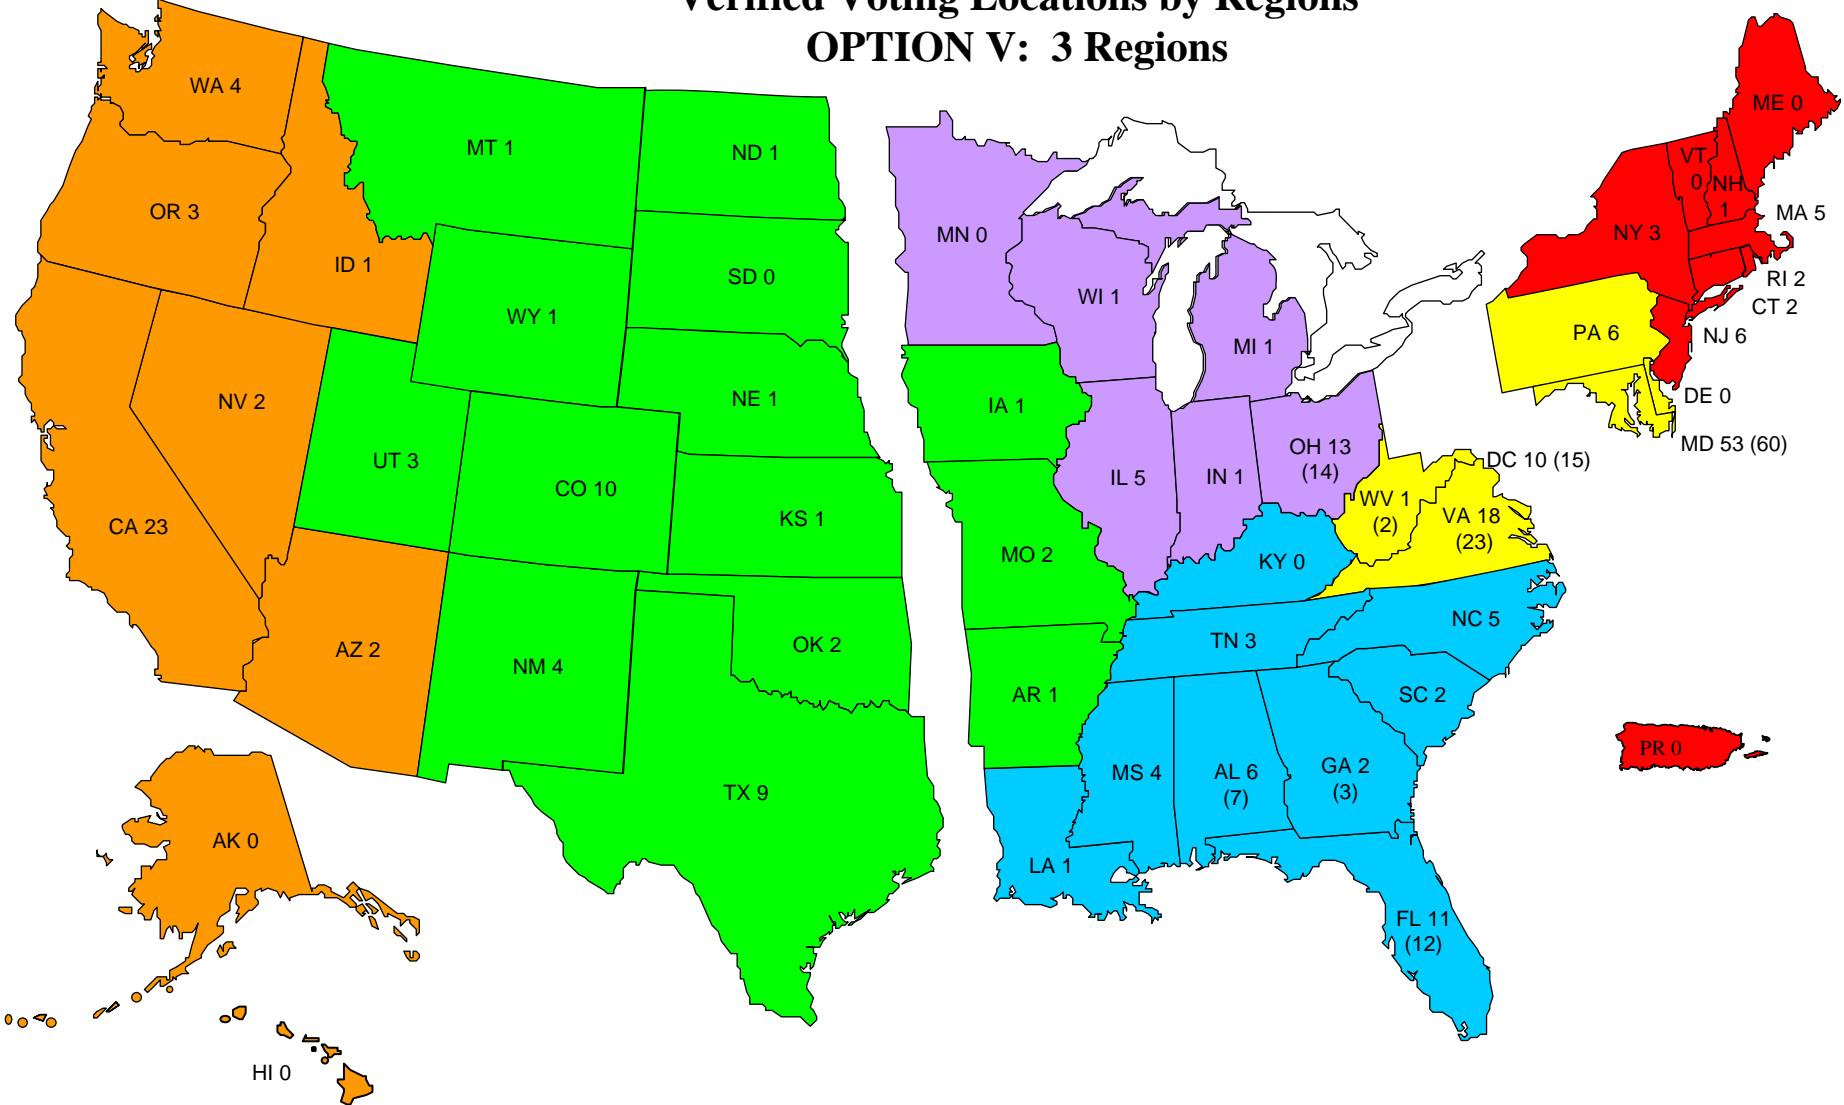 Verified Voting Locations by Regions
OPTION V: 3 Regions
WA 4
OR 3
ID 1
MT 1
ND 1
SD 0
WY 1
NE 1
NV 2
UT 3
CO 10
KS 1
CA 23
AZ 2
NM 4
OK 2
TX 9
AK 0
HI 0
MN 0
WI 1
MI 1
IA 1
IL 5
IN 1
OH 13
(14)
MO 2
AR 1
LA 1
KY 0
TN 3
MS 4
AL 6
(7)
GA 2
(3)
FL 11
(12)
SC 2
NC 5
WV 1
(2)
VA 18
(23)
DC 10 (15)
MD 53 (60)
DE 0
PA 6
NJ 6
CT 2
RI 2
MA 5
NY 3
VT
0
NH
1
ME 0
PR 0